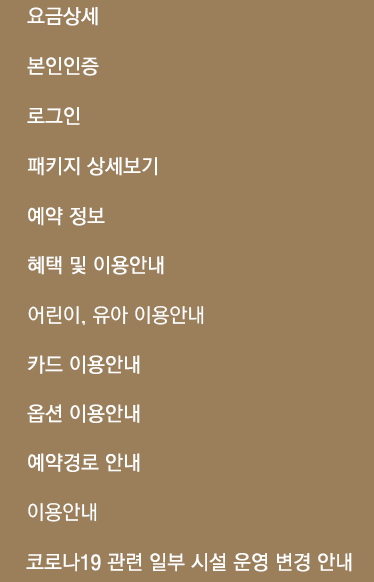 요금상세
본인인증
로그인
패키지 상세보기
예약 정보
혜택 및 이용안내
어린이, 유아 이용안내
카드 이용안내
옵션 이용안내
예약경로 안내
이용안내
코로나19 관련 일부 시설 운영 변경 안내